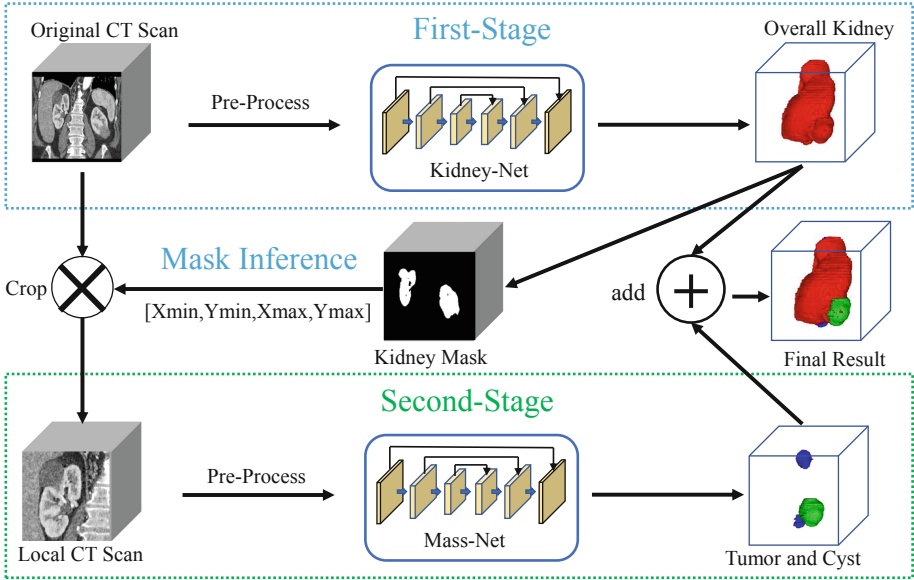 Original CT Scan
First-Stage
Overall Kidney
Pre-Process
Kidney-Net
Crop
Mask Inference
[Xmin,Ymin,Xmax,Ymax]
Kidney Mask
add
Final Result
Second-Stage
Pre-Process
Mass-Net
Local CT Scan
Tumor and Cyst